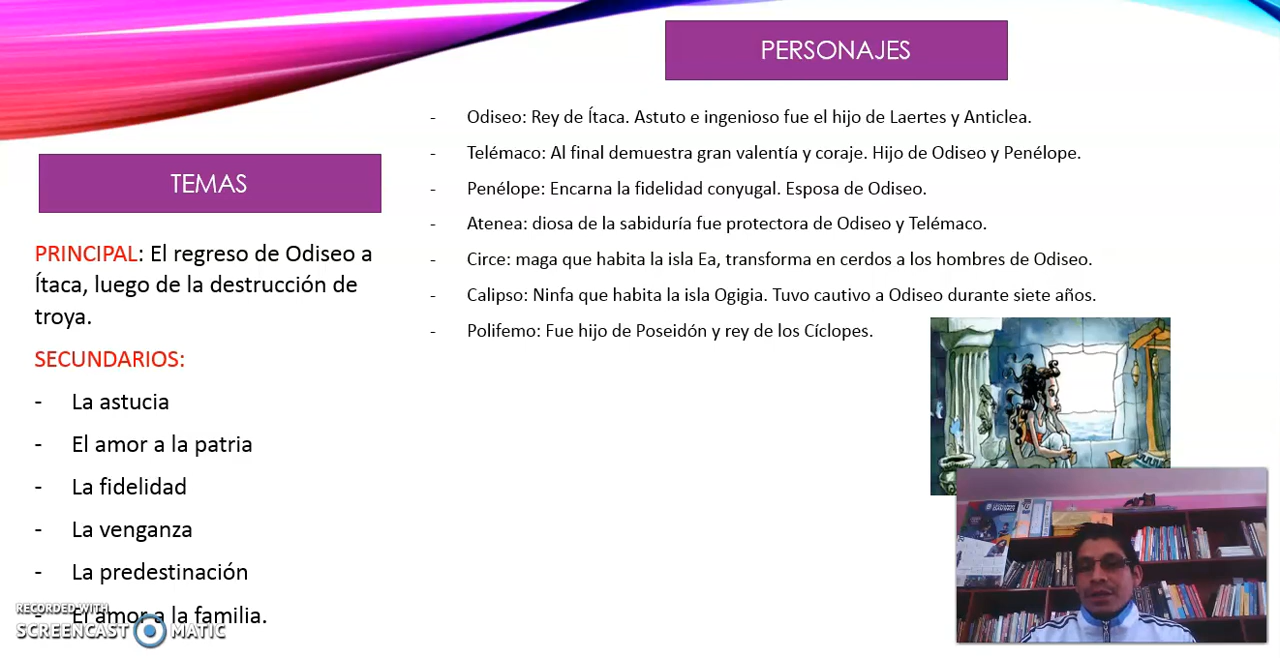 PERSONAJES
- Odiseo: Rey de Ítaca. Astuto e ingenioso fue el hijo de Laertes y Anticlea.
- Telémaco: Al final demuestra gran valentía y coraje. Hijo de Odiseo y Penélope.
- Penélope: Encarna la fidelidad conyugal. Esposa de Odiseo.
- Atenea: diosa de la sabiduría fue protectora de Odiseo y Telémaco.
- Circe: maga que habita la isla Ea, transforma en cerdos a los hombres de Odiseo.
- Calipso: Ninfa que habita la isla Ogigia. Tuvo cautivo a Odiseo durante siete años.
- Polifemo: Fue hijo de Poseidón y rey de los Cíclopes.
TEMAS
PRINCIPAL: El regreso de Odiseo a
Ítaca, luego de la destrucción de
troya.
SECUNDARIOS:
- La astucia
- El amor a la patria
- La fidelidad
- La venganza
- La predestinación
- El amor a la familia.
RECORDED WITH
SCREENCAST MATIC